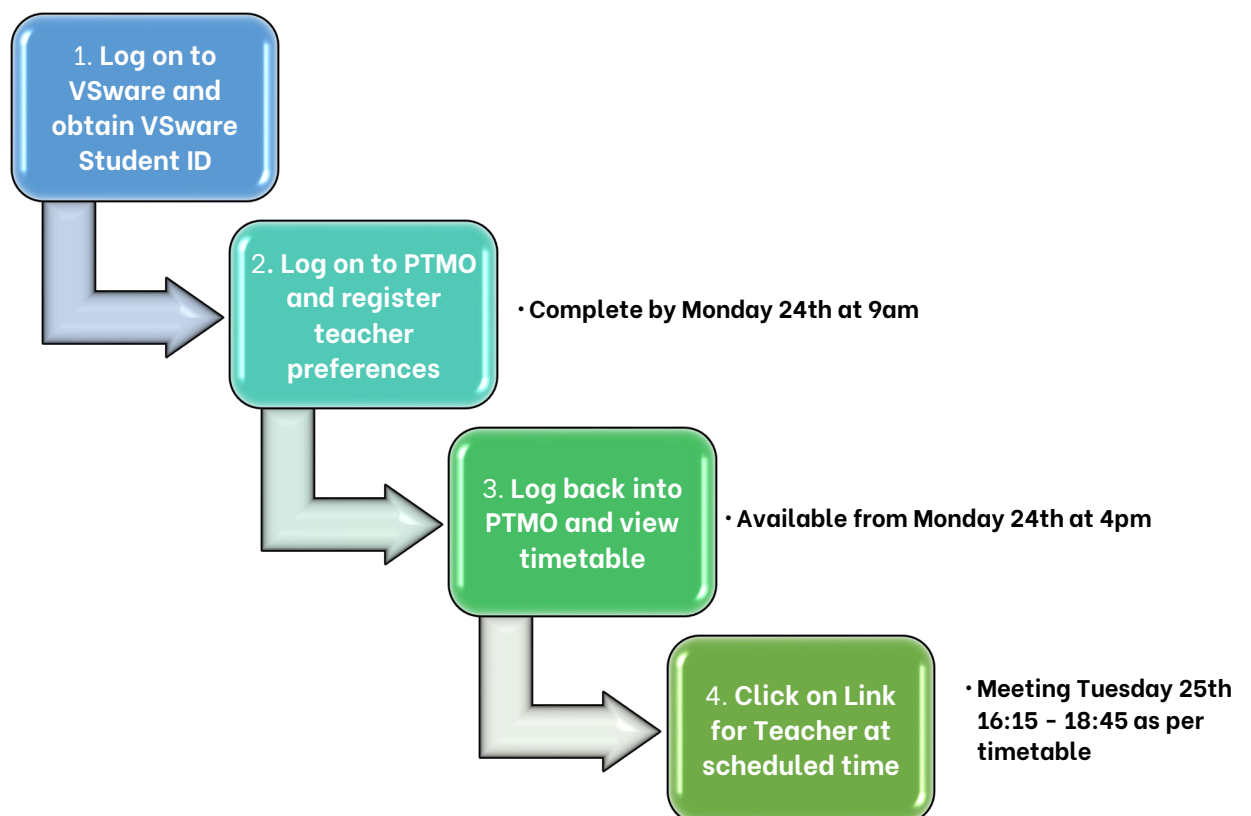 1. Log on to
VSware and
obtain VSware
Student ID
2. Log on to PTMO
and register
teacher
preferences
• Complete by Monday 24th at 9am
3. Log back into
PTMO and view
timetable
• Available from Monday 24th at 4pm
4. Click on Link
for Teacher at
scheduled time
• Meeting Tuesday 25th
16:15 - 18:45 as per
timetable